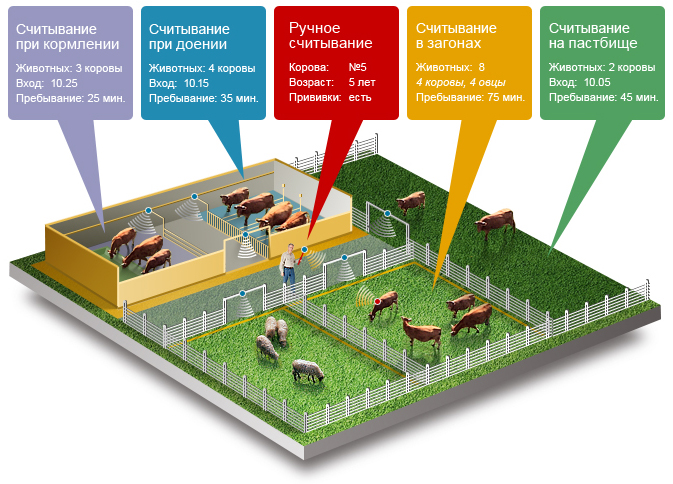 Считывание
при кормлении
Животных: 3 коровы
Вход: 10.25
Пребывание: 25 мин.
Считывание
при доении
Животных: 4 коровы
Вход: 10.15
Пребывание: 35 мин.
Ручное
считывание
Корова: №5
Возраст: 5 лет
Прививки: есть
Считывание
в загонах
Животных: 8
4 коровы, 4 овцы
Пребывание: 75 мин.
Считывание
на пастбище
Животных: 2 коровы
Вход: 10.05
Пребывание: 45 мин.